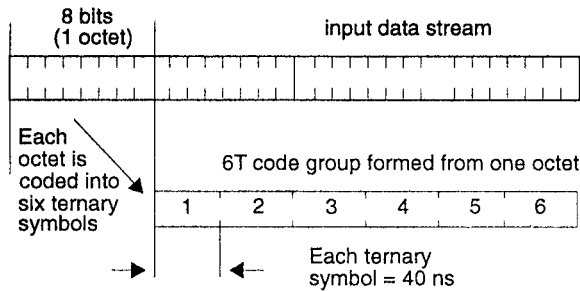 8 bits
(1 octet)
input data stream
Each
octet is
coded into
six ternary
symbols
6T code group formed from one octet
1 2 3 4 5 6
Each ternary
symbol = 40 ns